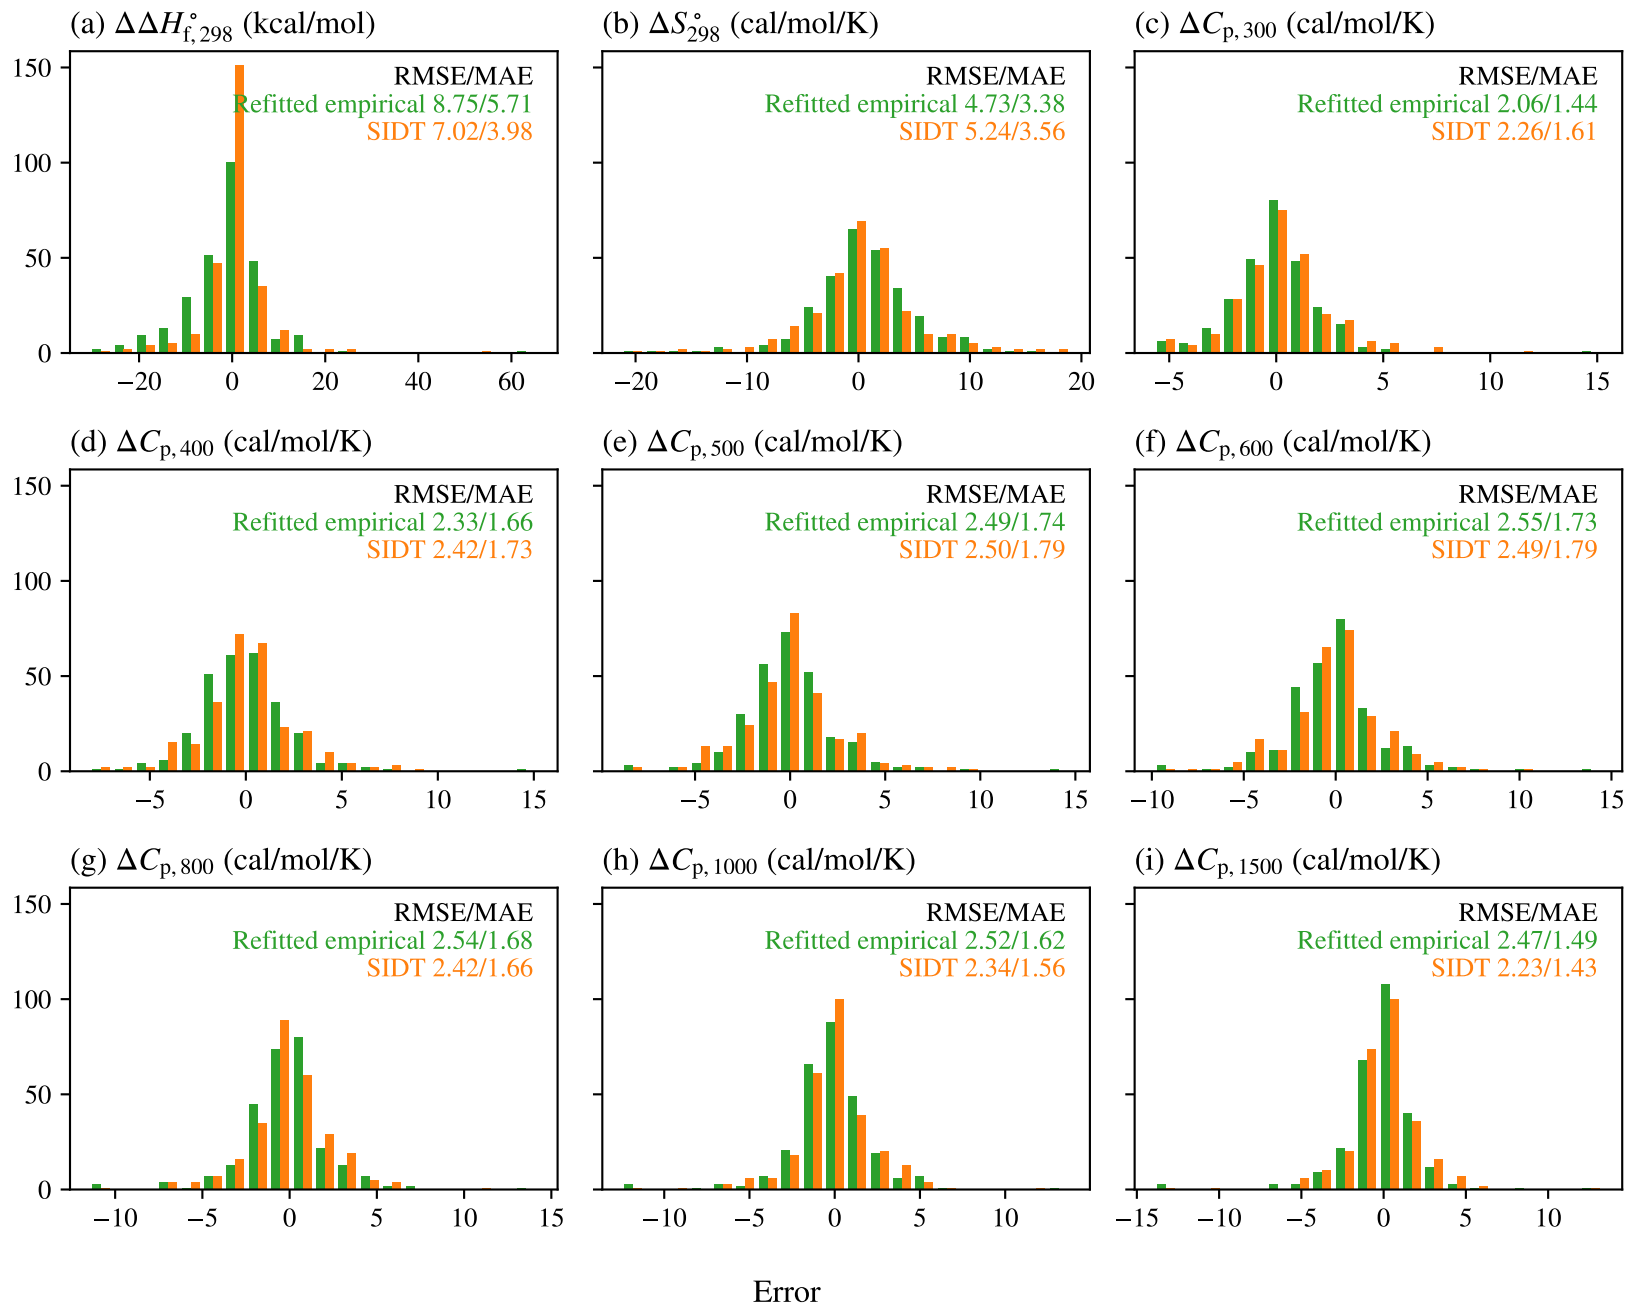 (a) ΔΔH°f,298 (kcal/mol)
RMSE/MAE
Refitted empirical 8.75/5.71
SIDT 7.02/3.98
150
100
50
0
−20 0 20 40 60
(b) ΔS°298 (cal/mol/K)
RMSE/MAE
Refitted empirical 4.73/3.38
SIDT 5.24/3.56
−20 −10 0 10 20
(c) ΔCp,300 (cal/mol/K)
RMSE/MAE
Refitted empirical 2.06/1.44
SIDT 2.26/1.61
−5 0 5 10 15
(d) ΔCp,400 (cal/mol/K)
RMSE/MAE
Refitted empirical 2.33/1.66
SIDT 2.42/1.73
150
100
50
0
−5 0 5 10 15
(e) ΔCp,500 (cal/mol/K)
RMSE/MAE
Refitted empirical 2.49/1.74
SIDT 2.50/1.79
−5 0 5 10 15
(f) ΔCp,600 (cal/mol/K)
RMSE/MAE
Refitted empirical 2.55/1.73
SIDT 2.49/1.79
−10 −5 0 5 10 15
(g) ΔCp,800 (cal/mol/K)
RMSE/MAE
Refitted empirical 2.54/1.68
SIDT 2.42/1.66
150
100
50
0
−10 −5 0 5 10 15
(h) ΔCp,1000 (cal/mol/K)
RMSE/MAE
Refitted empirical 2.52/1.62
SIDT 2.34/1.56
−10 −5 0 5 10
(i) ΔCp,1500 (cal/mol/K)
RMSE/MAE
Refitted empirical 2.47/1.49
SIDT 2.23/1.43
−15 −10 −5 0 5 10
Error